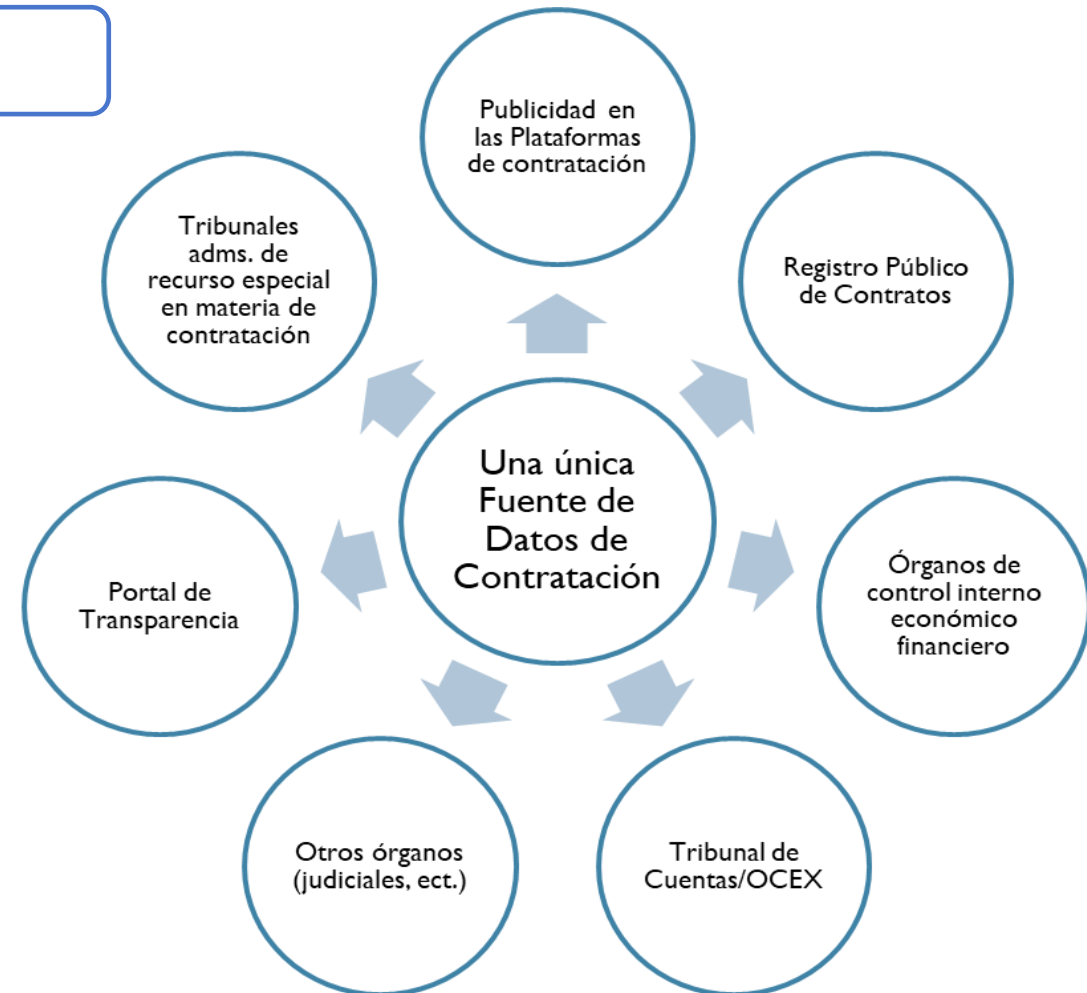 Publicidad en
las Plataformas
de contratación
Tribunales
adms. de
recurso especial
en materia de
contratación
Registro Público
de Contratos
Una única
Fuente de
Datos de
Contratación
Portal de
Transparencia
Órganos de
control interno
económico
financiero
Otros órganos
(judiciales, ect.)
Tribunal de
Cuentas/OCEX